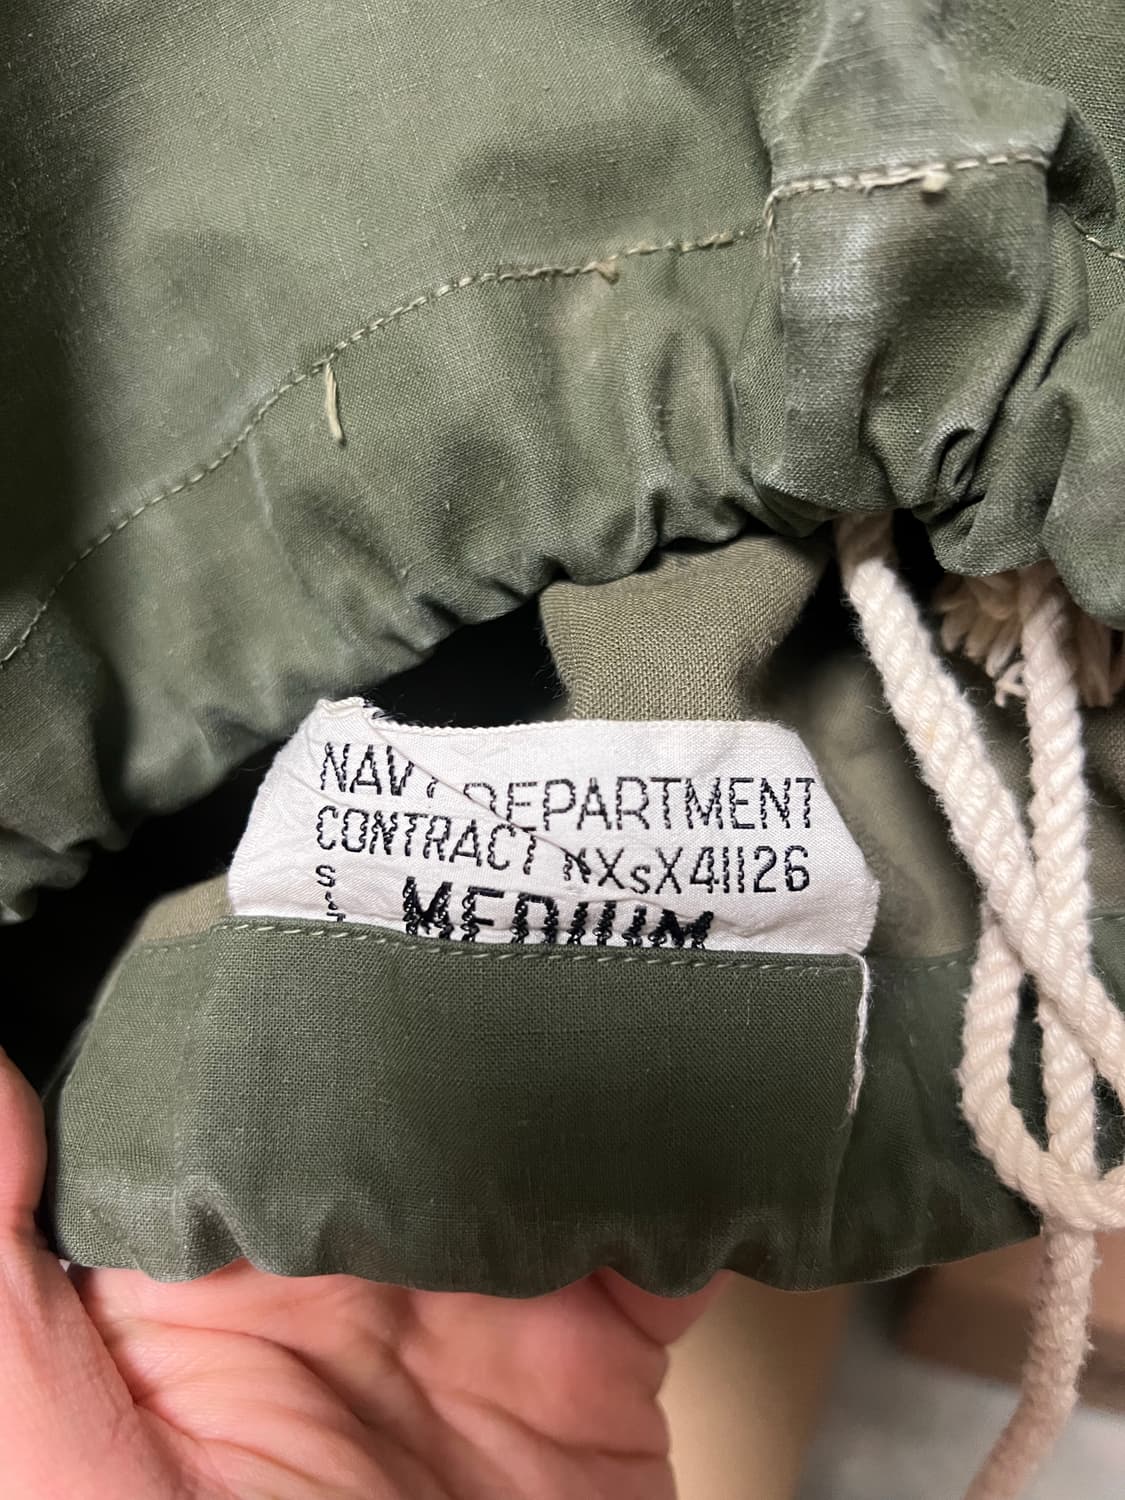 NAVY DEPARTMENT
CONTRACT NXsX41126
MEDIUM